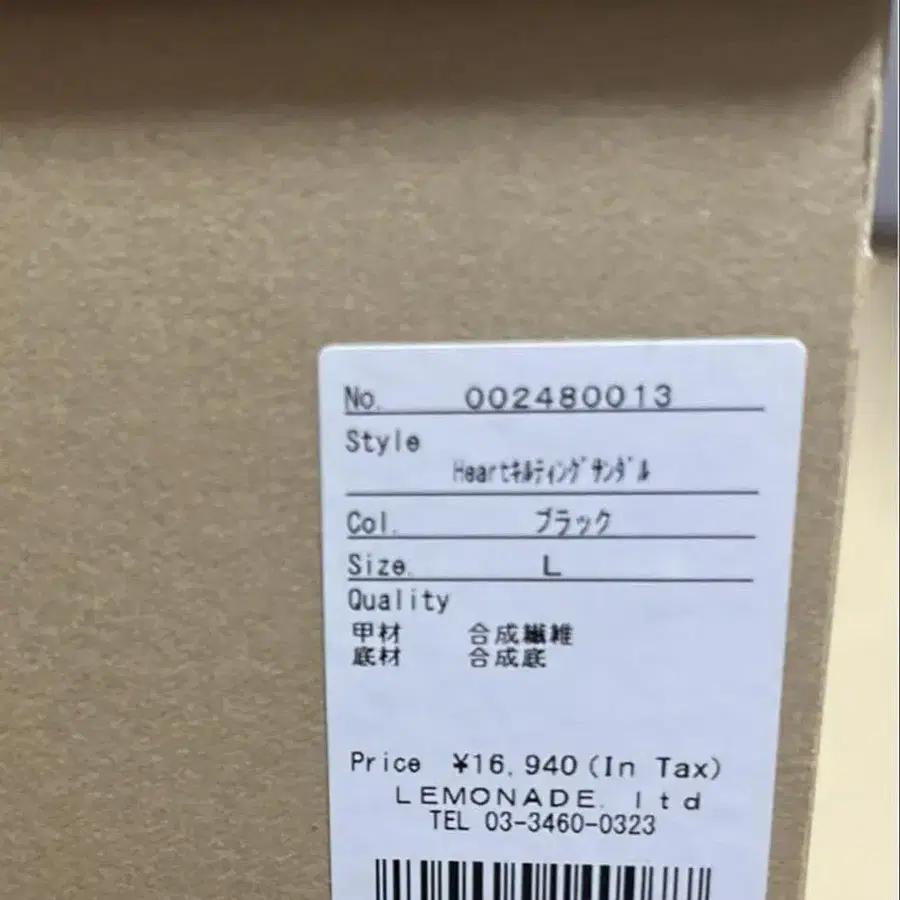 No. 002480013
Style
Heartｷﾙﾃｨﾝｸﾞｻﾝﾀﾞﾙ
Col. ブラック
Size. L
Quality
甲材 合成繊維
底材 合成底
Price ¥16,940(In Tax)
LEMONADE. ltd
TEL 03-3460-0323